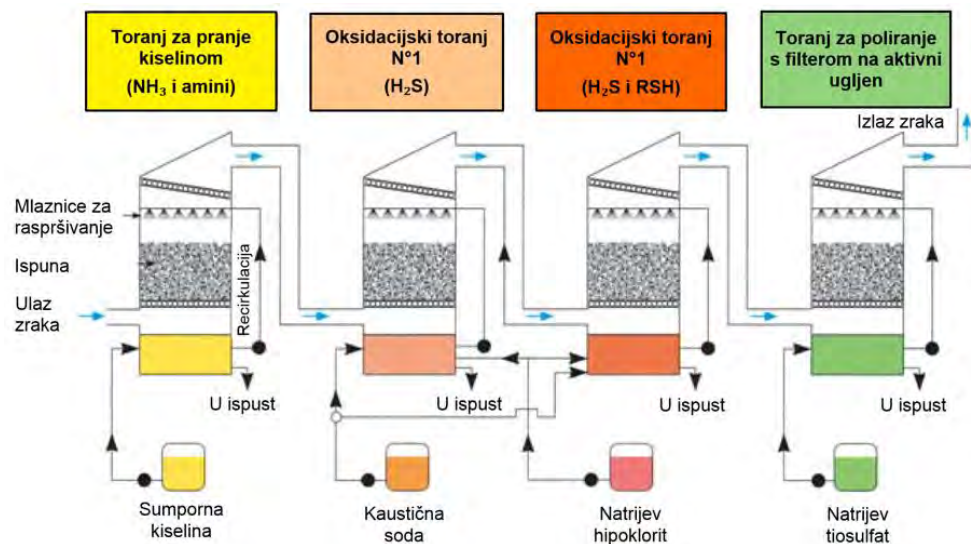 Toranj za pranje
kiselinom
(NH₃ i amini)
Oksidacijski toranj
N°1
(H₂S)
Oksidacijski toranj
N°1
(H₂S i RSH)
Toranj za poliranje
s filterom na aktivni
ugljen
Izlaz zraka
Mlaznice za
raspršivanje
Ispuna
Ulaz
zraka
Recirkulacija
U ispust
U ispust
U ispust
U ispust
Sumporna
kiselina
Kaustična
soda
Natrijev
hipoklorit
Natrijev
tiosulfat